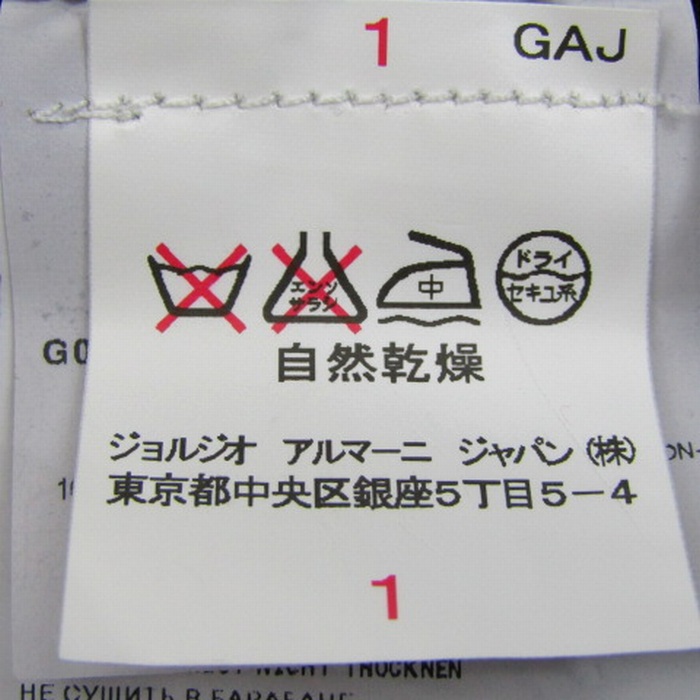 1 GAJ
エンソ
サラシ
中
ドライ
セキユ系
自然乾燥
ジョルジオ アルマーニ ジャパン(株)
東京都中央区銀座5丁目5-4
1
G0
NICHT TROCKNEN
НЕ СУШИТЬ В БАРАБАНЕ